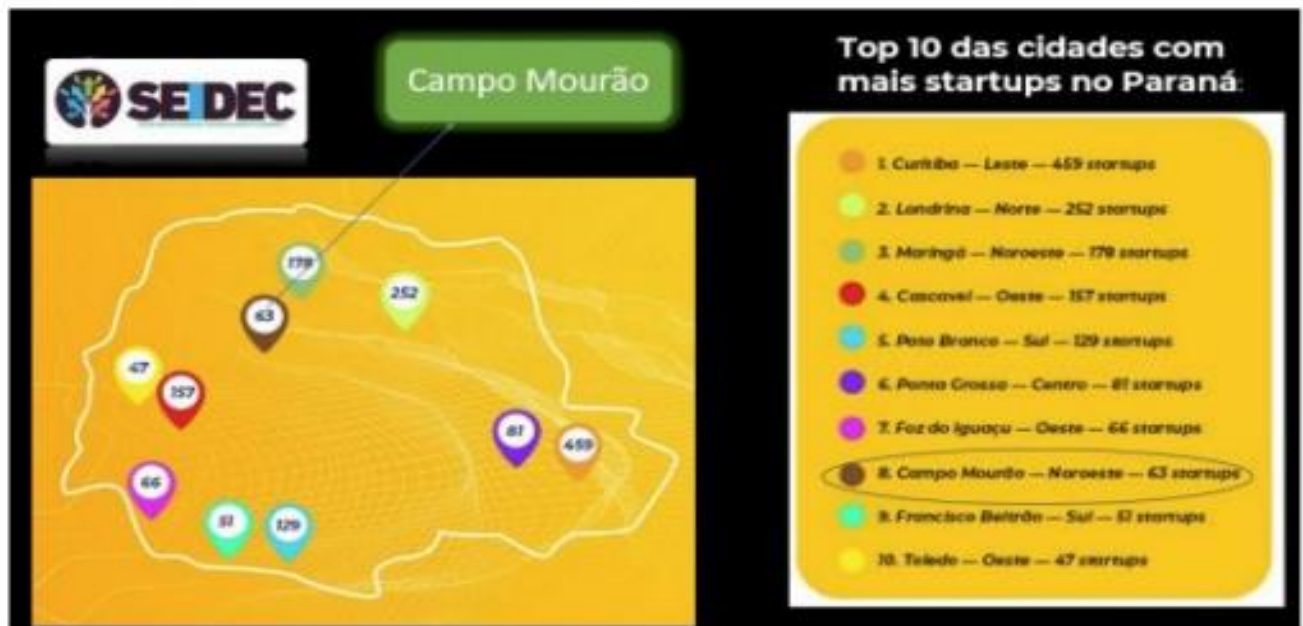 SEIDEC
Campo Mourão
Top 10 das cidades com
mais startups no Paraná:
1. Curitiba — Leste — 459 startups
2. Londrina — Norte — 252 startups
3. Maringá — Noroeste — 178 startups
4. Cascavel — Oeste — 157 startups
5. Pato Branco — Sul — 129 startups
6. Ponta Grossa — Centro — 81 startups
7. Foz do Iguaçu — Oeste — 66 startups
8. Campo Mourão — Noroeste — 63 startups
9. Francisco Beltrão — Sul — 51 startups
10. Toledo — Oeste — 47 startups
178
252
63
47
157
81
459
66
51
129